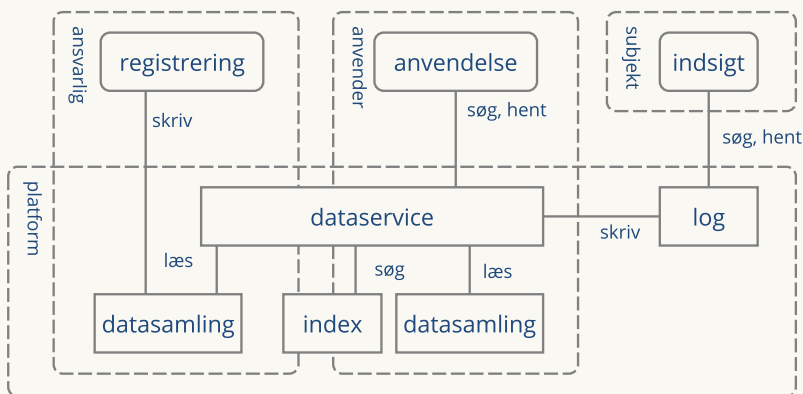 ansvarlig
registrering
anvender
anvendelse
subjekt
indsigt
skriv
søg, hent
søg, hent
platform
dataservice
log
skriv
læs
søg
læs
datasamling
index
datasamling